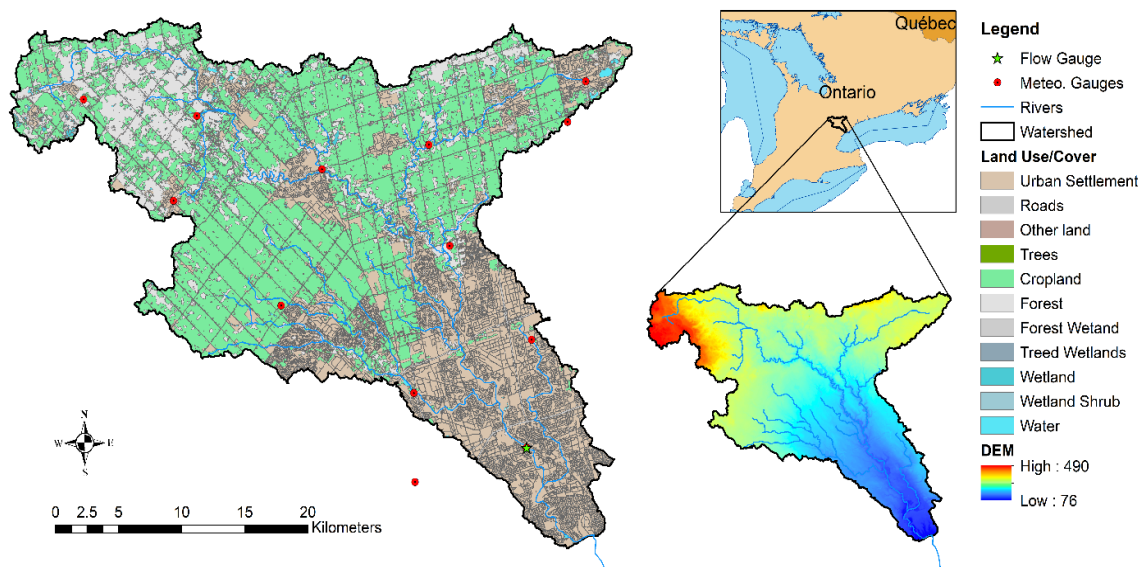 Québec
Ontario
Legend
Flow Gauge
Meteo. Gauges
Rivers
Watershed
Land Use/Cover
Urban Settlement
Roads
Other land
Trees
Cropland
Forest
Forest Wetand
Treed Wetlands
Wetland
Wetland Shrub
Water
DEM
High : 490
Low : 76
N
W E
S
0 2.5 5 10 15 20
Kilometers